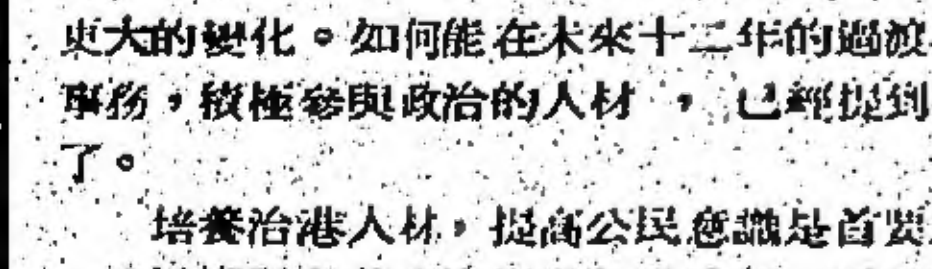 更大的變化。如何能在未來十二年的過渡
事務，積極參與政治的人材，已經提到
了。
培養治港人材，提高公民意識是首要